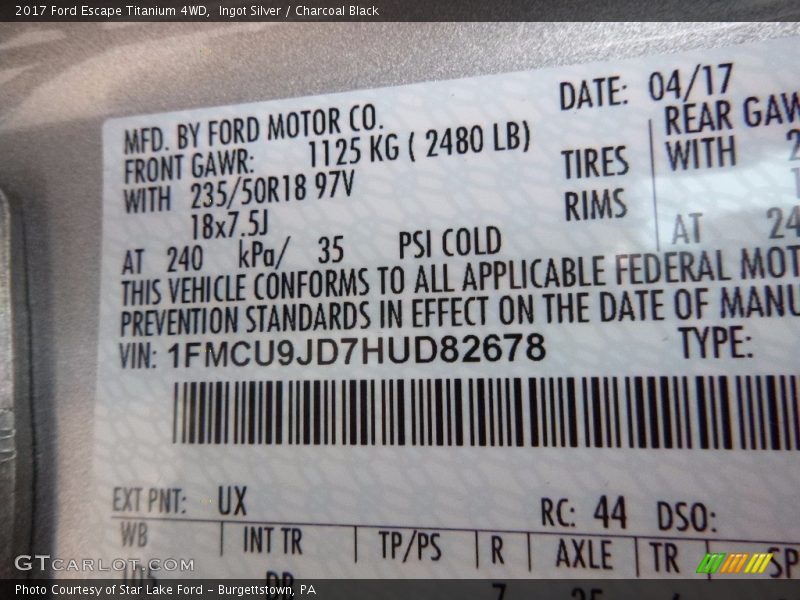 2017 Ford Escape Titanium 4WD, Ingot Silver / Charcoal Black
MFD. BY FORD MOTOR CO.
DATE: 04/17
FRONT GAWR: 1125 KG ( 2480 LB)
REAR GAW
WITH 235/50R18 97V
TIRES
WITH
18x7.5J
RIMS
AT 240 kPa/ 35 PSI COLD
AT 24
THIS VEHICLE CONFORMS TO ALL APPLICABLE FEDERAL MOT
PREVENTION STANDARDS IN EFFECT ON THE DATE OF MANU
VIN: 1FMCU9JD7HUD82678
TYPE:
EXT PNT: UX
RC: 44 DSO:
WB INT TR TP/PS R AXLE TR SP
GTCarLot.com
Photo Courtesy of Star Lake Ford - Burgettstown, PA